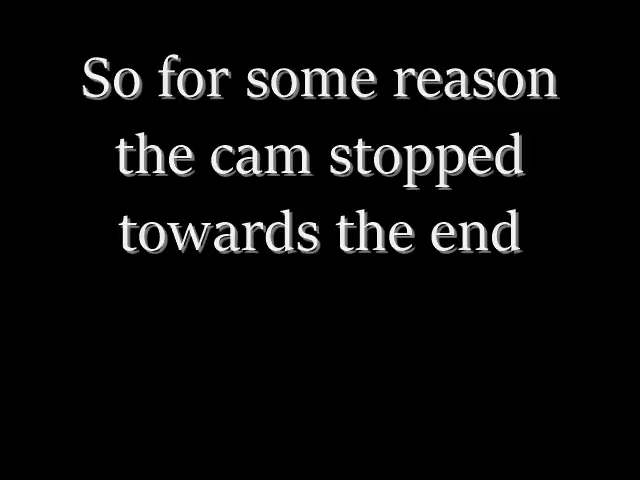 So for some reason
the cam stopped
towards the end